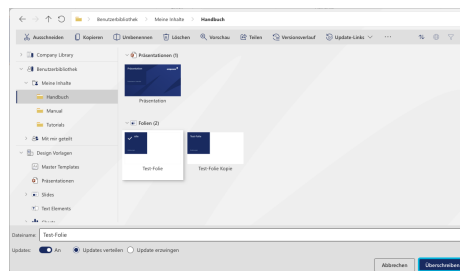 Benutzerbibliothek > Meine Inhalte > Handbuch
Ausschneiden Kopieren Umbenennen Löschen Vorschau Teilen Versionsverlauf Update-Links
Company Library
Benutzerbibliothek
Meine Inhalte
Handbuch
Manual
Tutorials
Mit mir geteilt
Design Vorlagen
Master Templates
Präsentationen
Slides
Text Elements
Präsentationen (1)
Präsentation
Folien (2)
Test-Folie Test-Folie Kopie
Dateiname Test-Folie
Updates: An Updates verteilen Update erzwingen
Abbrechen Überschreiben